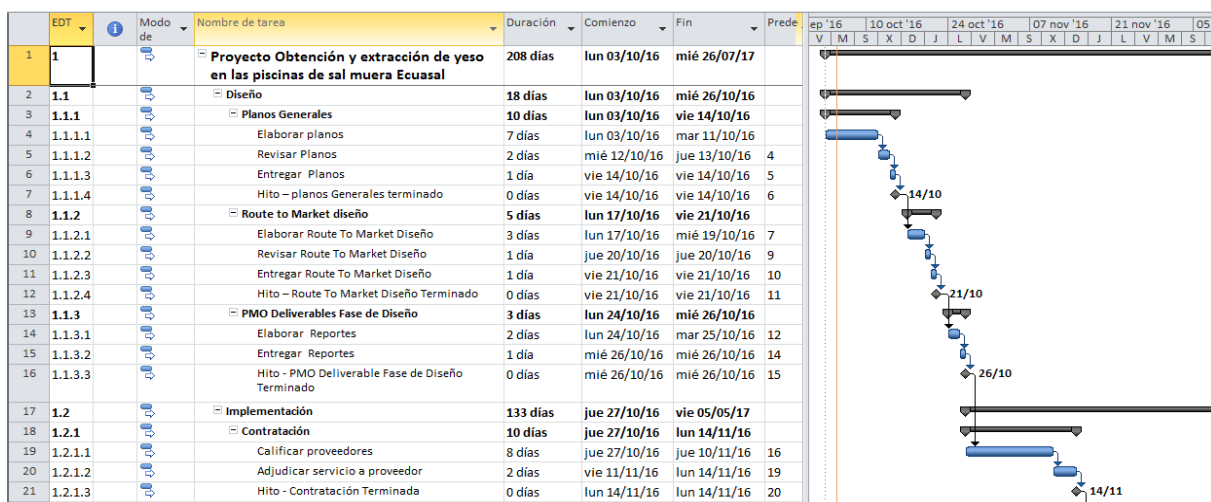 EDT Modo de Nombre de tarea Duración Comienzo Fin Prede ep '16 10 oct '16 24 oct '16 07 nov '16 21 nov '16 05
V M S X D J L V M S X D J L V M S
1 1 Proyecto Obtención y extracción de yeso 208 días lun 03/10/16 mié 26/07/17
en las piscinas de sal muera Ecuasal
2 1.1 Diseño 18 días lun 03/10/16 mié 26/10/16
3 1.1.1 Planos Generales 10 días lun 03/10/16 vie 14/10/16
4 1.1.1.1 Elaborar planos 7 días lun 03/10/16 mar 11/10/16
5 1.1.1.2 Revisar Planos 2 días mié 12/10/16 jue 13/10/16 4
6 1.1.1.3 Entregar Planos 1 día vie 14/10/16 vie 14/10/16 5
7 1.1.1.4 Hito – planos Generales terminado 0 días vie 14/10/16 vie 14/10/16 6 14/10
8 1.1.2 Route to Market diseño 5 días lun 17/10/16 vie 21/10/16
9 1.1.2.1 Elaborar Route To Market Diseño 3 días lun 17/10/16 mié 19/10/16 7
10 1.1.2.2 Revisar Route To Market Diseño 1 día jue 20/10/16 jue 20/10/16 9
11 1.1.2.3 Entregar Route To Market Diseño 1 día vie 21/10/16 vie 21/10/16 10
12 1.1.2.4 Hito – Route To Market Diseño Terminado 0 días vie 21/10/16 vie 21/10/16 11 21/10
13 1.1.3 PMO Deliverables Fase de Diseño 3 días lun 24/10/16 mié 26/10/16
14 1.1.3.1 Elaborar Reportes 2 días lun 24/10/16 mar 25/10/16 12
15 1.1.3.2 Entregar Reportes 1 día mié 26/10/16 mié 26/10/16 14
16 1.1.3.3 Hito - PMO Deliverable Fase de Diseño 0 días mié 26/10/16 mié 26/10/16 15 26/10
Terminado
17 1.2 Implementación 133 días jue 27/10/16 vie 05/05/17
18 1.2.1 Contratación 10 días jue 27/10/16 lun 14/11/16
19 1.2.1.1 Calificar proveedores 8 días jue 27/10/16 jue 10/11/16 16
20 1.2.1.2 Adjudicar servicio a proveedor 2 días vie 11/11/16 lun 14/11/16 19
21 1.2.1.3 Hito - Contratación Terminada 0 días lun 14/11/16 lun 14/11/16 20 14/11